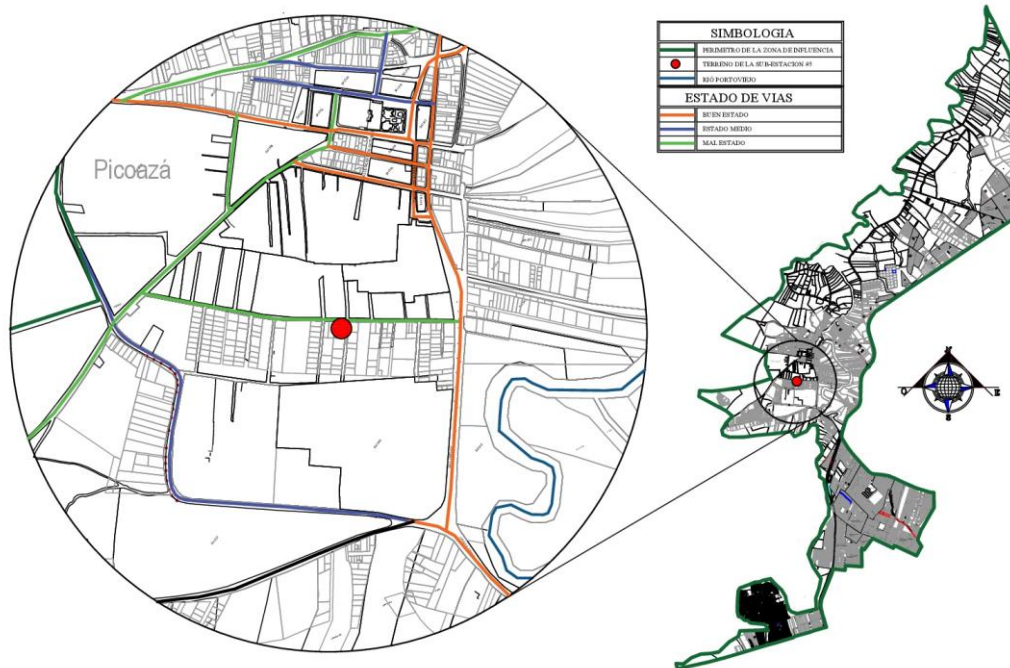 Picoazá
SIMBOLOGIA
PERIMETRO DE LA ZONA DE INFLUENCIA
TERRENO DE LA SUB-ESTACION #5
RIÓ PORTOVIEJO
ESTADO DE VIAS
BUEN ESTADO
ESTADO MEDIO
MAL ESTADO
S